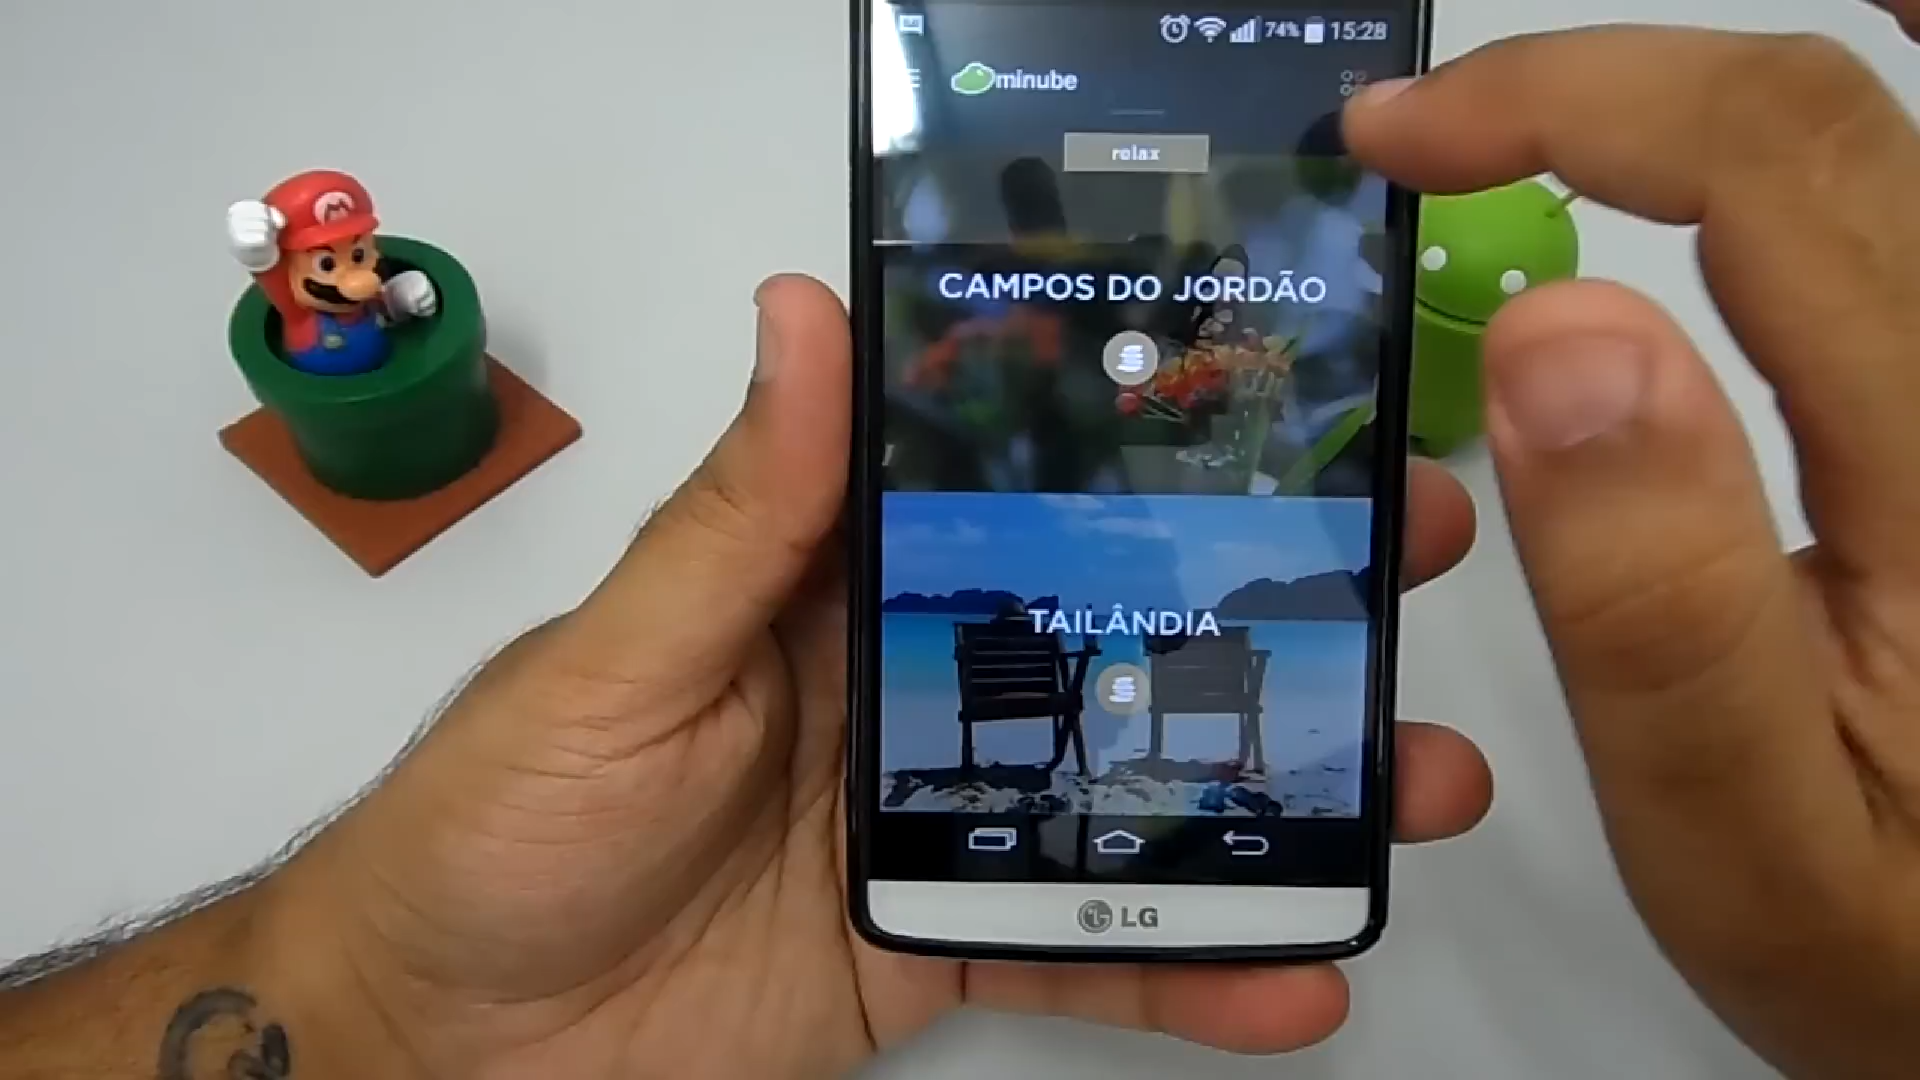 74% 15:28
minube
relax
CAMPOS DO JORDÃO
TAILÂNDIA
LG
M